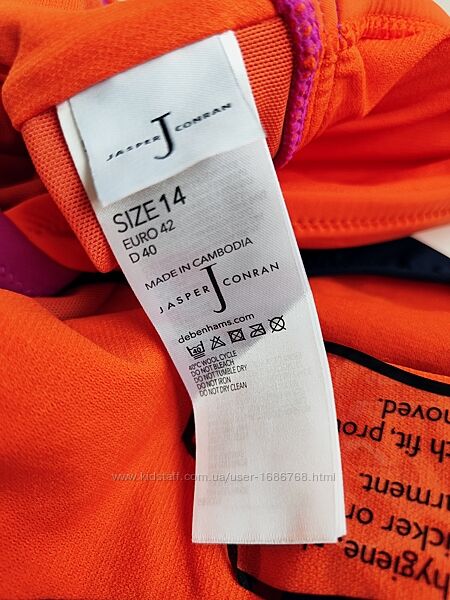 JASPER J CONRAN
SIZE 14
EURO 42
D 40
MADE IN CAMBODIA
JASPER J CONRAN
debenhams.com
40
40°C WOOL CYCLE
DO NOT BLEACH
DO NOT TUMBLE DRY
DO NOT IRON
DO NOT DRY CLEAN
www.kidstaff.com.ua/user-1686768.html
hygiene,
icker or
arment.
h fit, pro
moved.